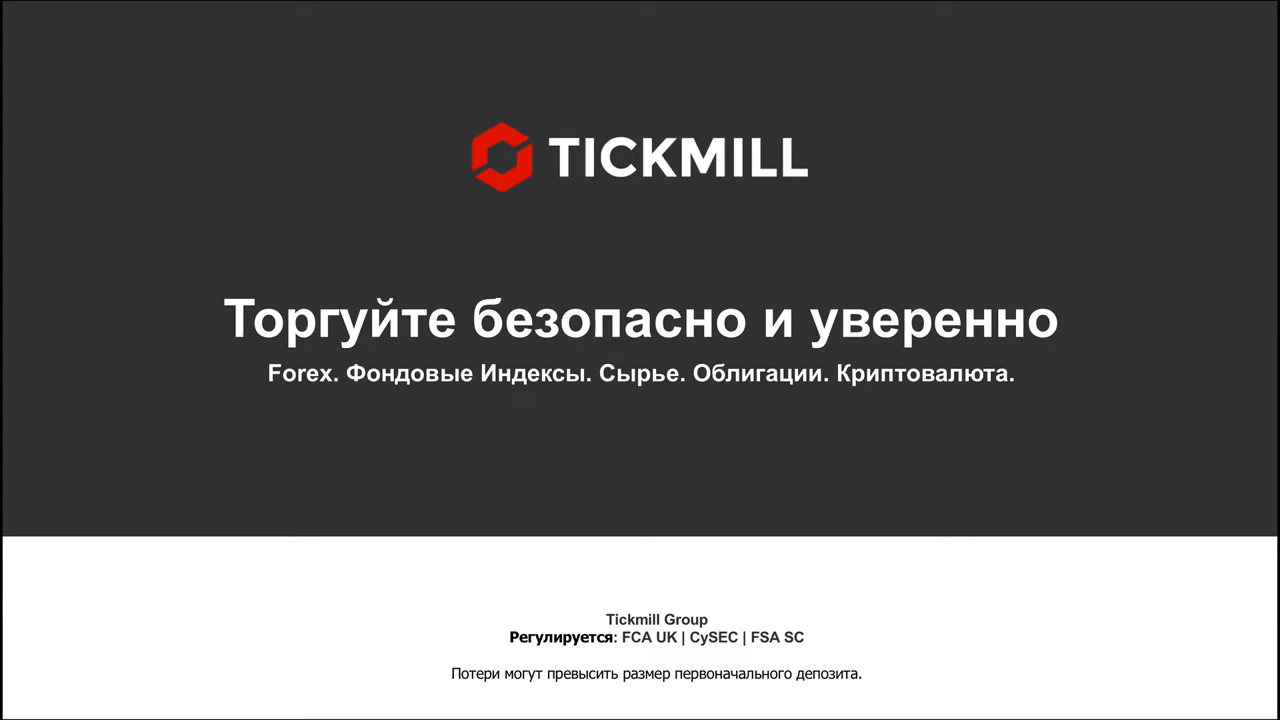 TICKMILL
Торгуйте безопасно и уверенно
Forex. Фондовые Индексы. Сырье. Облигации. Криптовалюта.
Tickmill Group
Регулируется: FCA UK | CySEC | FSA SC
Потери могут превысить размер первоначального депозита.